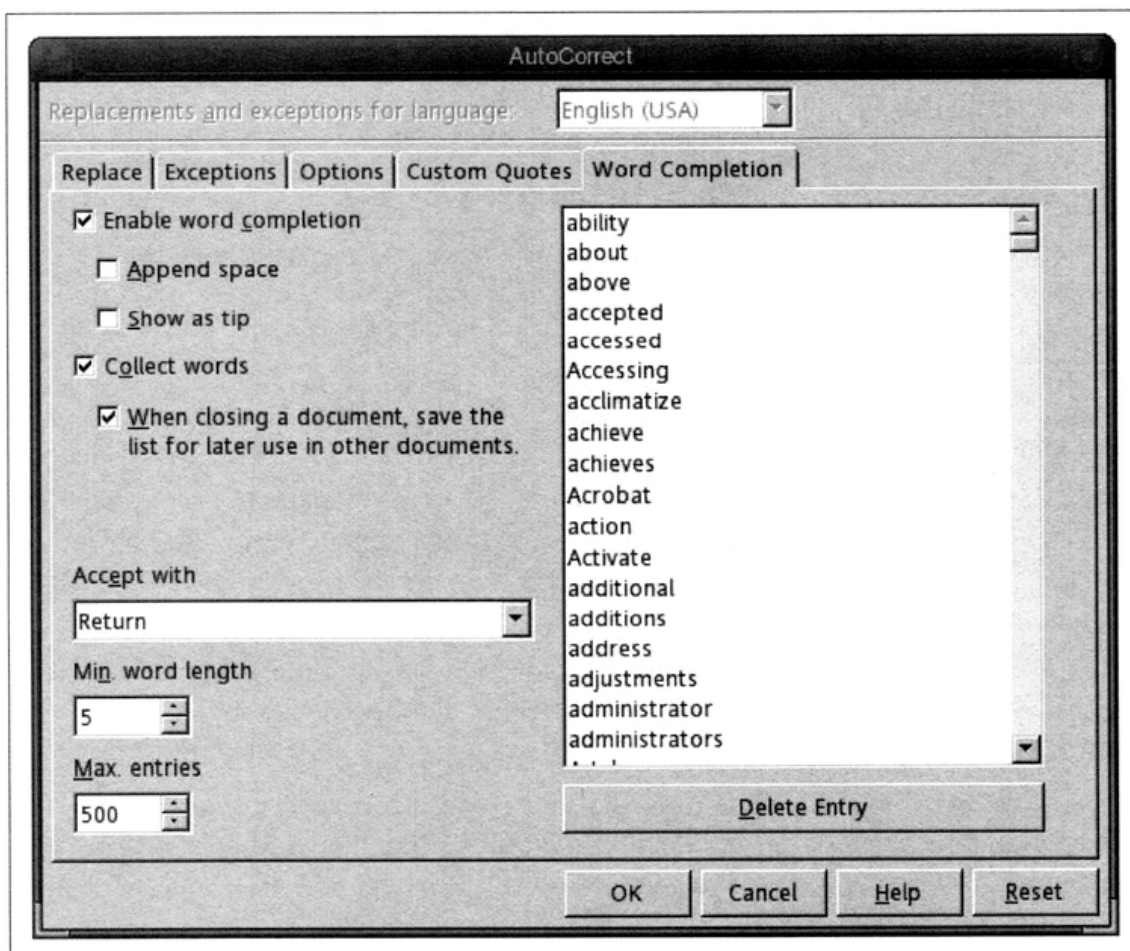 AutoCorrect
Replacements and exceptions for language:
English (USA)
Replace
Exceptions
Options
Custom Quotes
Word Completion
Enable word completion
Append space
Show as tip
Collect words
When closing a document, save the
list for later use in other documents.
Accept with
Return
Min. word length
5
Max. entries
500
ability
about
above
accepted
accessed
Accessing
acclimatize
achieve
achieves
Acrobat
action
Activate
additional
additions
address
adjustments
administrator
administrators
Delete Entry
OK
Cancel
Help
Reset